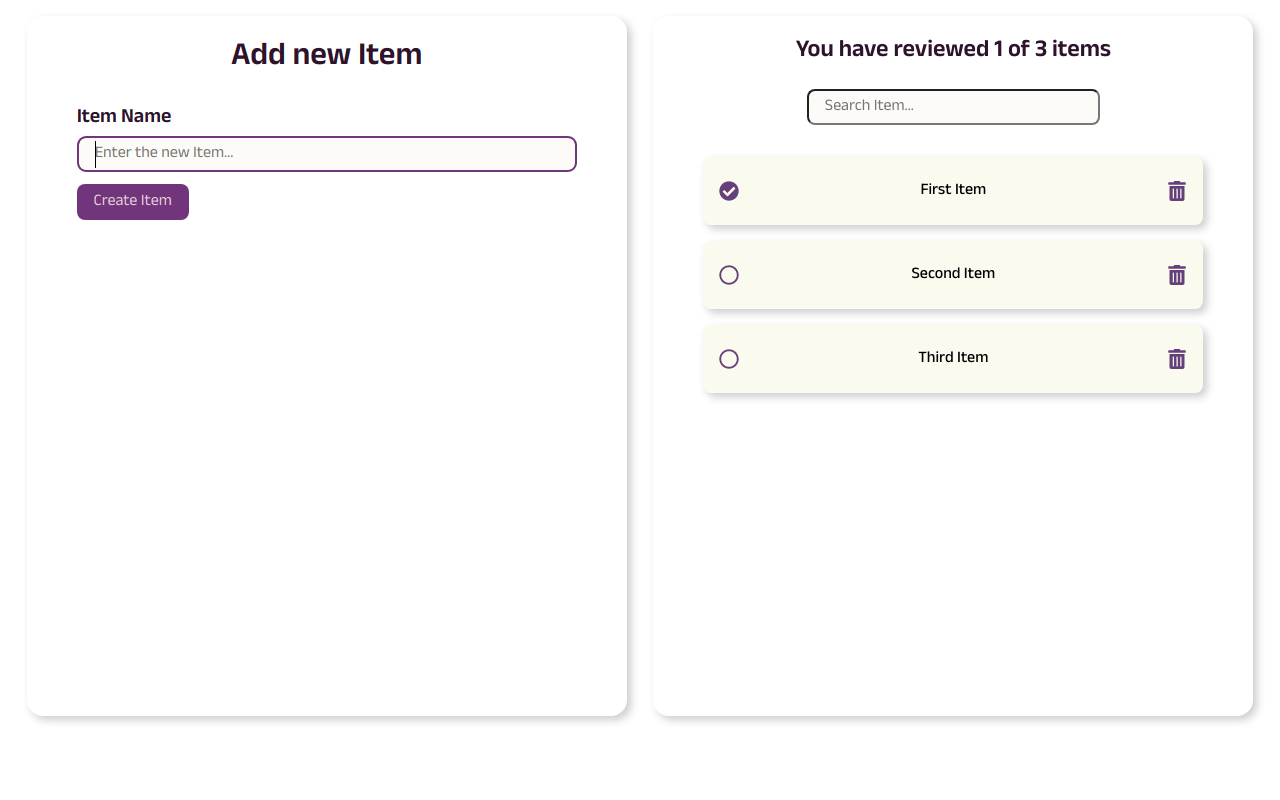 Add new Item
Item Name
Enter the new Item...
Create Item
You have reviewed 1 of 3 items
Search Item...
First Item
Second Item
Third Item